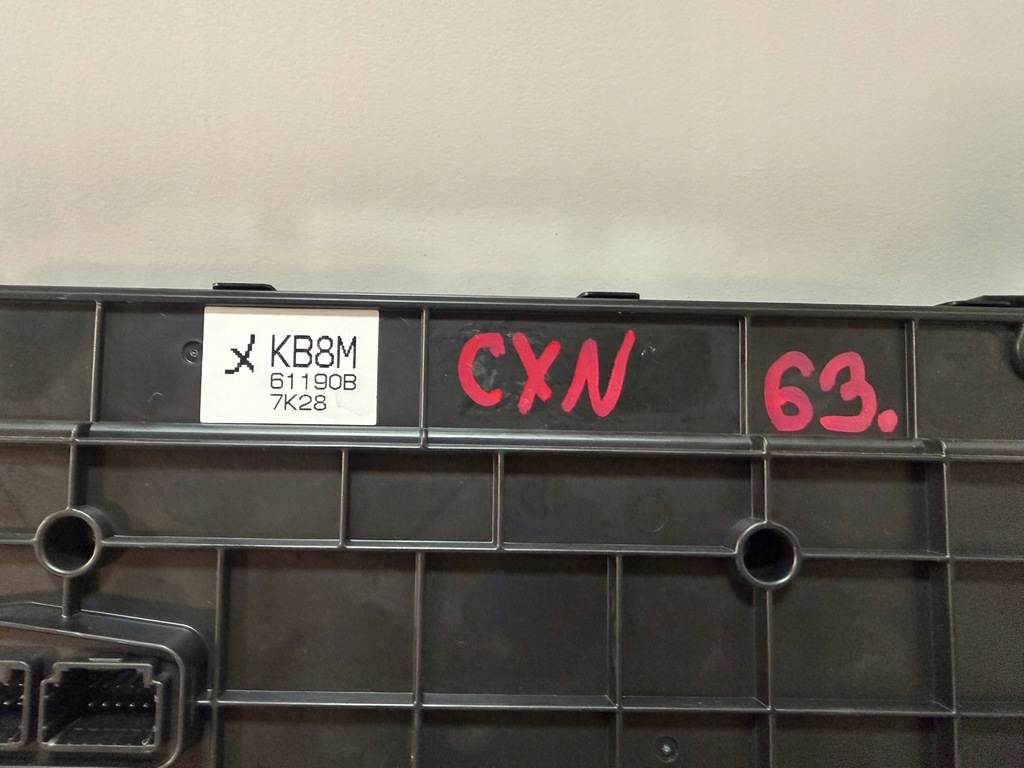 KB8M
61190B
7K28
CXN 63.